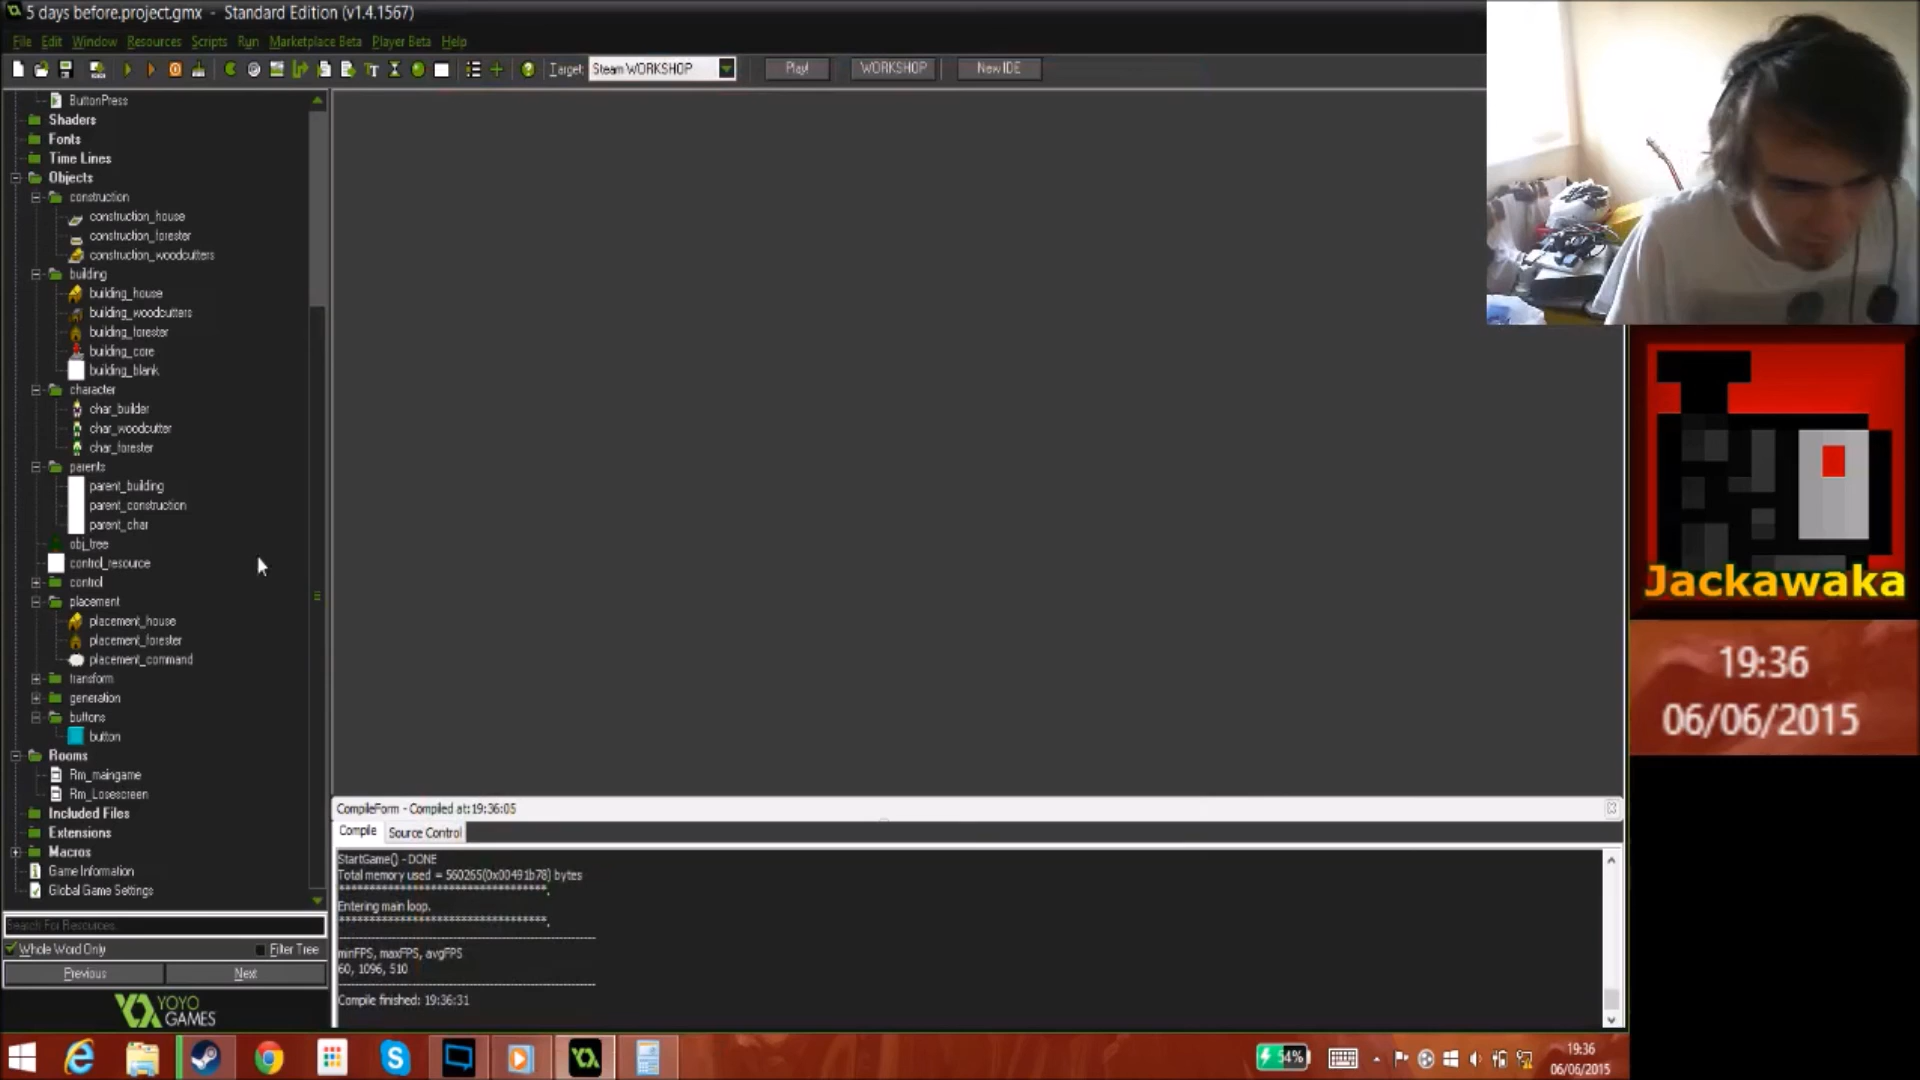 5 days before.project.gmx - Standard Edition (v1.4.1567)
File Edit Window Resources Scripts Run Marketplace Beta Player Beta Help
Target: Steam WORKSHOP Play! WORKSHOP New IDE
ButtonPress
Shaders
Fonts
Time Lines
Objects
construction
construction_house
construction_forester
construction_woodcutters
building
building_house
building_woodcutters
building_forester
building_core
building_blank
character
char_builder
char_woodcutter
char_forester
parents
parent_building
parent_construction
parent_char
obj_tree
control_resource
control
placement
placement_house
placement_forester
placement_command
transform
generation
buttons
button
Rooms
Rm_maingame
Rm_Losescreen
Included Files
Extensions
Macros
Game Information
Global Game Settings
Search For Resources
Whole Word Only Filter Tree
Previous Next
YOYO
GAMES
CompileForm - Compiled at:19:36:05
Compile Source Control
StartGame() - DONE
Total memory used = 560265(0x00491b78) bytes
**********************************.
Entering main loop.
**********************************.
minFPS, maxFPS, avgFPS
60, 1096, 510
Compile finished: 19:36:31
Jackawaka
19:36
06/06/2015
54%
19:36
06/06/2015